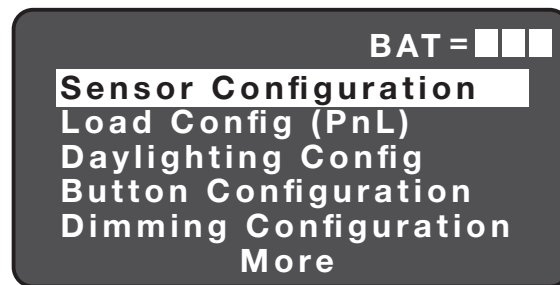 BAT=
Sensor Configuration
Load Config (PnL)
Daylighting Config
Button Configuration
Dimming Configuration
More